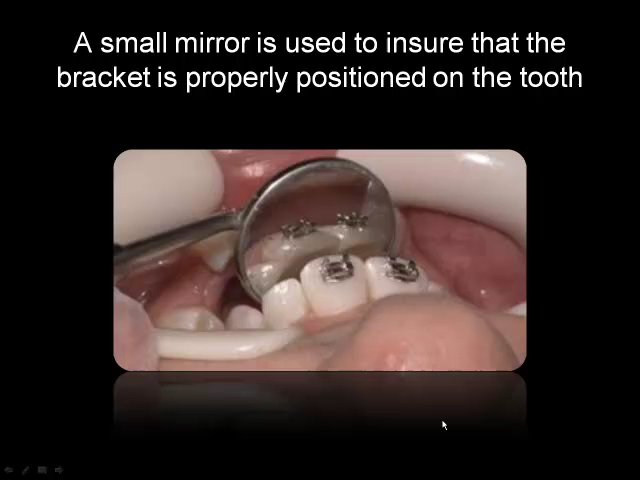 A small mirror is used to insure that the
bracket is properly positioned on the tooth